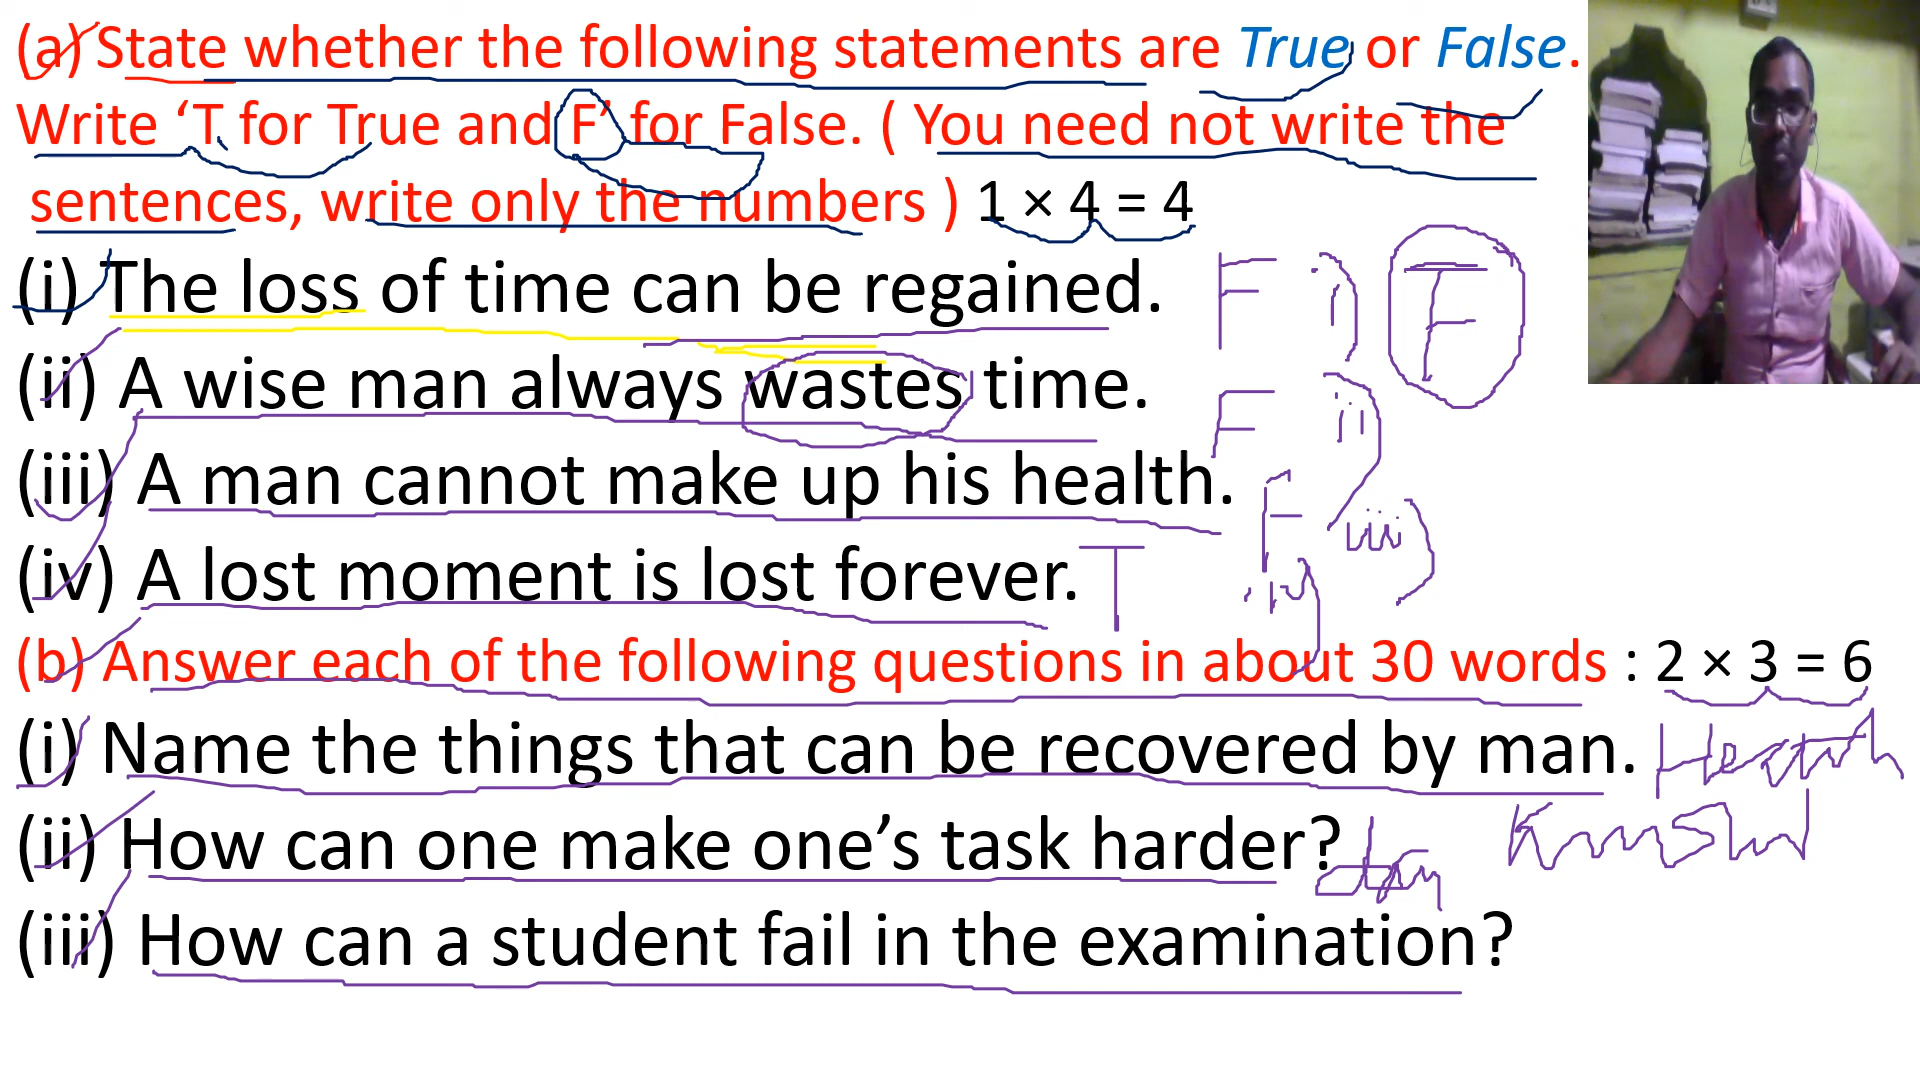 (a) State whether the following statements are True or False.
Write ‘T for True and F’ for False. ( You need not write the
sentences, write only the numbers ) 1 × 4 = 4
(i) The loss of time can be regained. F i) T F
(ii) A wise man always wastes time. F ii)
(iii) A man cannot make up his health. F iii)
(iv) A lost moment is lost forever. T iv)
(b) Answer each of the following questions in about 30 words : 2 × 3 = 6
(i) Name the things that can be recovered by man.
(ii) How can one make one’s task harder?
(iii) How can a student fail in the examination?